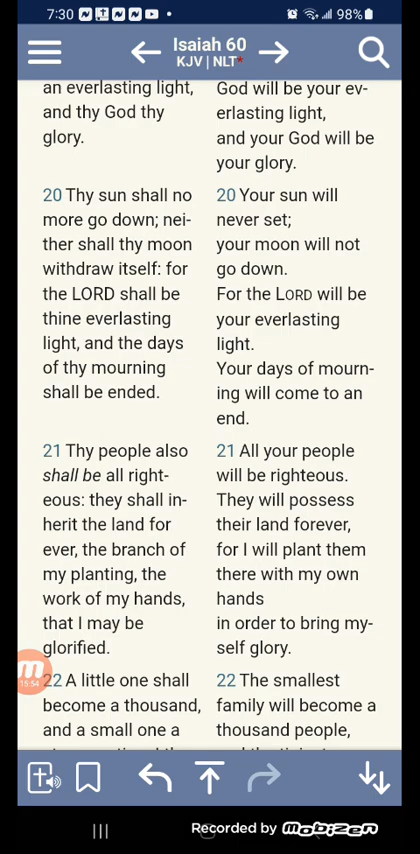 7:30
98%
Isaiah 60
KJV | NLT*
an everlasting light,
and thy God thy
glory.
20 Thy sun shall no
more go down; nei-
ther shall thy moon
withdraw itself: for
the LORD shall be
thine everlasting
light, and the days
of thy mourning
shall be ended.
21 Thy people also
shall be all right-
eous: they shall in-
herit the land for
ever, the branch of
my planting, the
work of my hands,
that I may be
glorified.
22 A little one shall
become a thousand,
and a small one a
God will be your ev-
erlasting light,
and your God will be
your glory.
20 Your sun will
never set;
your moon will not
go down.
For the LORD will be
your everlasting
light.
Your days of mourn-
ing will come to an
end.
21 All your people
will be righteous.
They will possess
their land forever,
for I will plant them
there with my own
hands
in order to bring my-
self glory.
22 The smallest
family will become a
thousand people,
15:54
Recorded by mobizen